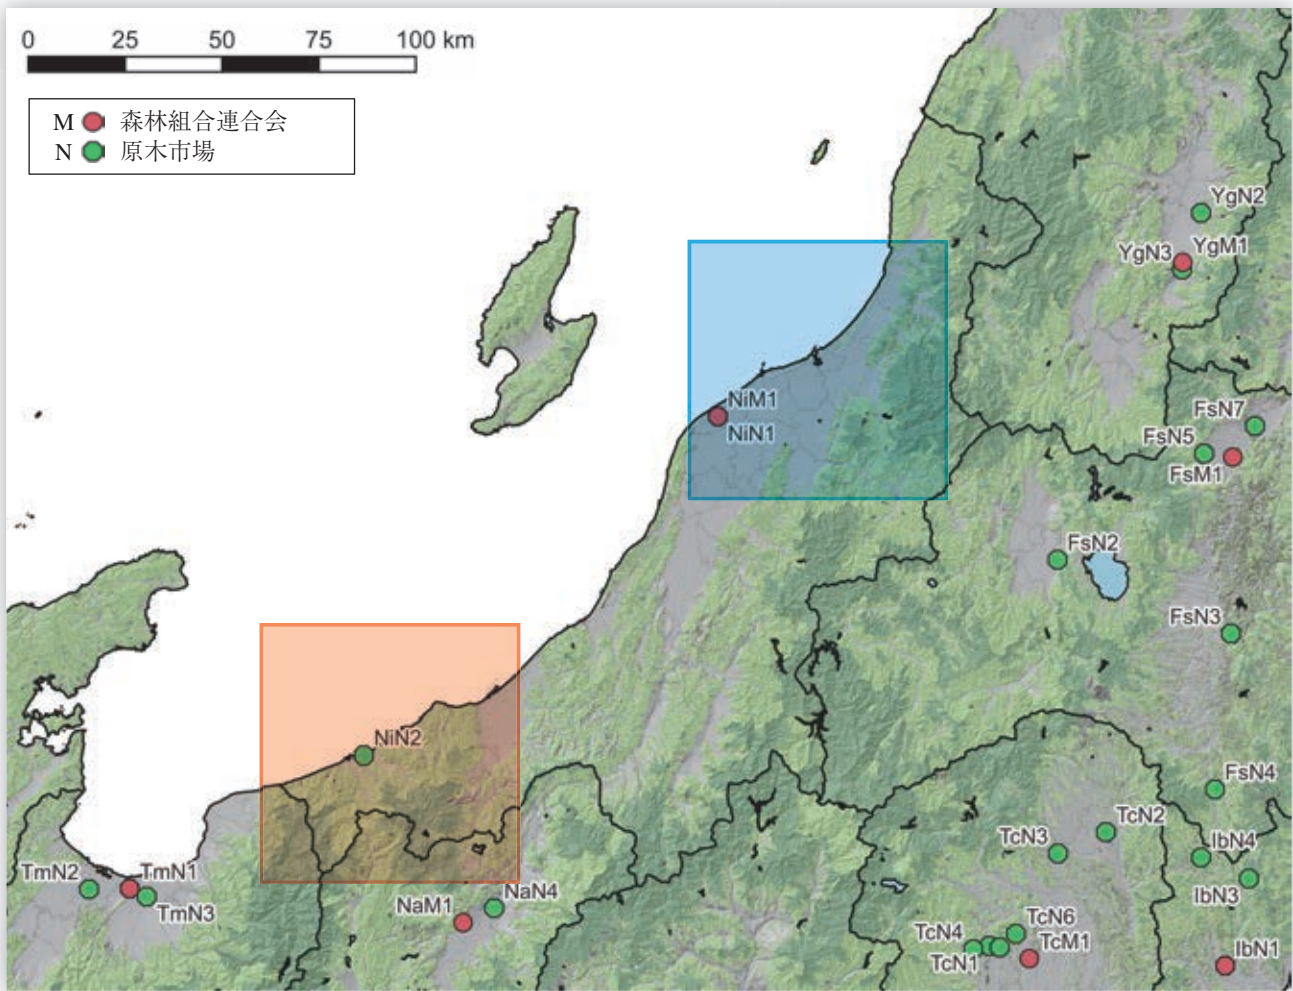 0 25 50 75 100 km
M 森林組合連合会
N 原木市場
YgN2
YgN3 YgM1
NiM1
NiN1
FsN7
FsN5
FsM1
FsN2
FsN3
NiN2
FsN4
TcN2
TcN3
IbN4
TmN2 TmN1
NaM1 NaN4
IbN3
TmN3
TcN6
TcN4 TcM1
TcN1
IbN1